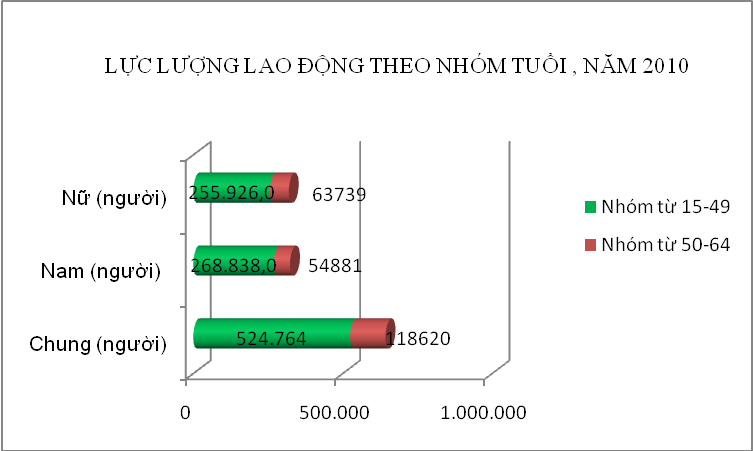 LỰC LƯỢNG LAO ĐỘNG THEO NHÓM TUỔI , NĂM 2010
Nữ (người)
255.926,0
63739
Nam (người)
268.838,0
54881
Chung (người)
524.764
118620
0
500.000
1.000.000
Nhóm từ 15-49
Nhóm từ 50-64